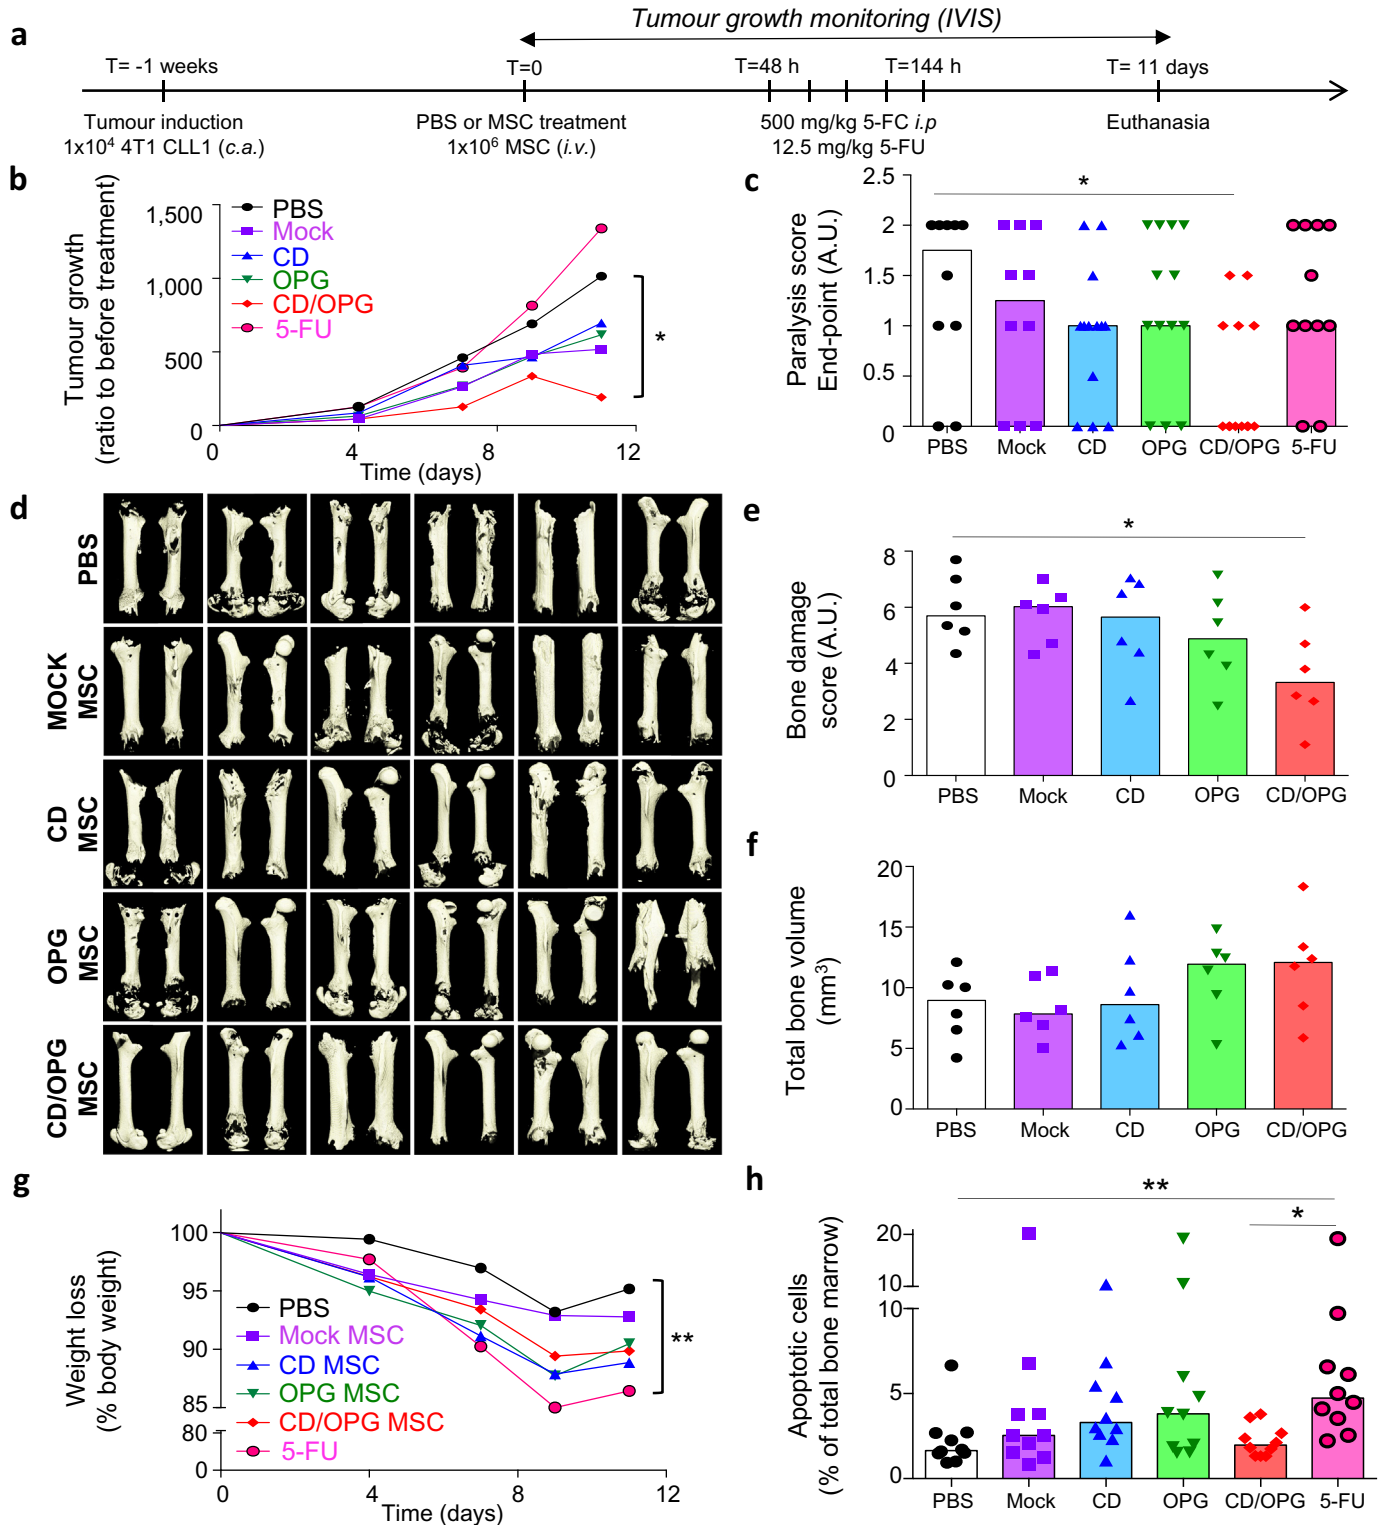 a
Tumour growth monitoring (IVIS)
T= -1 weeks
T=0
T=48 h
T=144 h
T= 11 days
Tumour induction
1x10⁴ 4T1 CLL1 (c.a.)
PBS or MSC treatment
1x10⁶ MSC (i.v.)
500 mg/kg 5-FC i.p
12.5 mg/kg 5-FU
Euthanasia
b
Tumour growth
(ratio to before treatment)
1,500
1,000
500
0
PBS
Mock
CD
OPG
CD/OPG
5-FU
*
0 4 8 12
Time (days)
c
Paralysis score
End-point (A.U.)
2.5
2
1.5
1
0.5
0
*
PBS Mock CD OPG CD/OPG 5-FU
d
PBS
MOCK
MSC
CD
MSC
OPG
MSC
CD/OPG
MSC
e
Bone damage
score (A.U.)
8
6
4
2
0
*
PBS Mock CD OPG CD/OPG
f
Total bone volume
(mm³)
20
15
10
5
0
PBS Mock CD OPG CD/OPG
g
Weight loss
(% body weight)
100
95
90
85
80
0
PBS
Mock MSC
CD MSC
OPG MSC
CD/OPG MSC
5-FU
**
0 4 8 12
Time (days)
h
Apoptotic cells
(% of total bone marrow)
20
10
10
5
0
**
*
PBS Mock CD OPG CD/OPG 5-FU